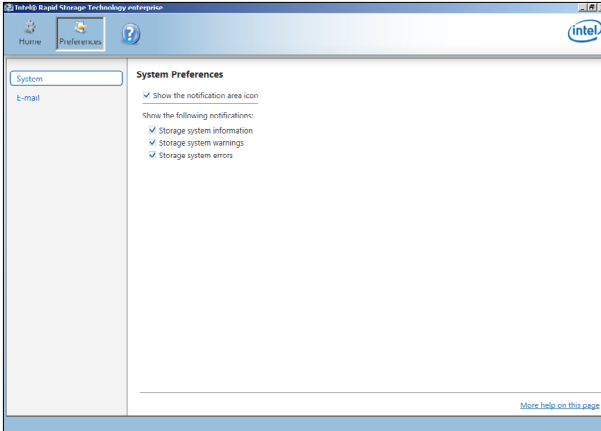 Intel® Rapid Storage Technology enterprise
Home
Preferences
?
intel
System
E-mail
System Preferences
Show the notification area icon
Show the following notifications:
Storage system information
Storage system warnings
Storage system errors
More help on this page